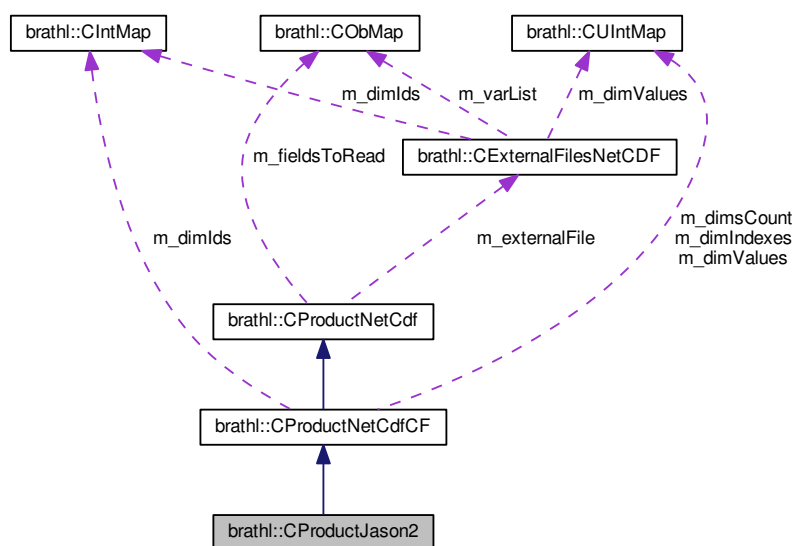 brathl::CIntMap
brathl::CObMap
brathl::CUIntMap
m_dimIds
m_varList
m_dimValues
m_fieldsToRead
brathl::CExternalFilesNetCDF
m_dimIds
m_externalFile
m_dimsCount
m_dimIndexes
m_dimValues
brathl::CProductNetCdf
brathl::CProductNetCdfCF
brathl::CProductJason2